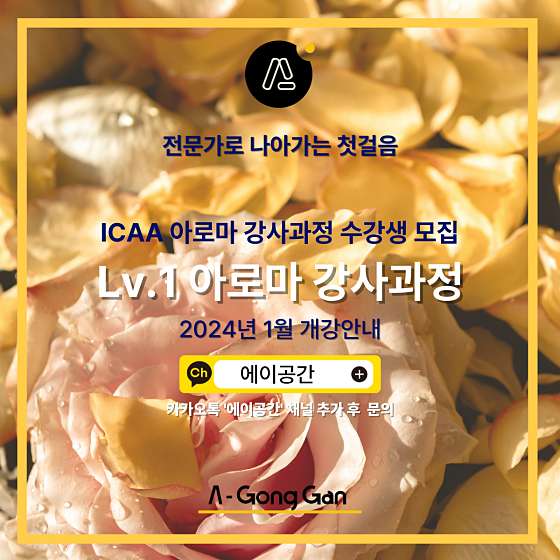 전문가로 나아가는 첫걸음
ICAA 아로마 강사과정 수강생 모집
Lv.1 아로마 강사과정
2024년 1월 개강안내
Ch 에이공간 +
카카오톡 '에이공간' 채널 추가 후 문의
A-Gong Gan